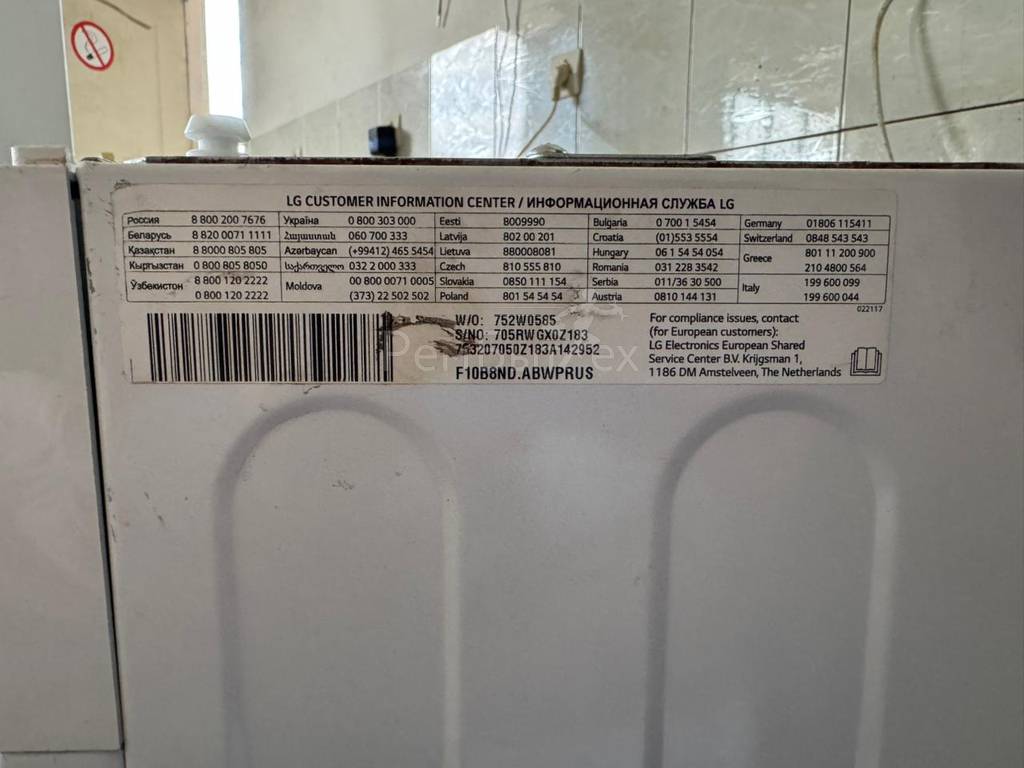 LG CUSTOMER INFORMATION CENTER / ИНФОРМАЦИОННАЯ СЛУЖБА LG
Россия 8 800 200 7676 Україна 0 800 303 000 Eesti 8009990 Bulgaria 0 700 1 5454 Germany 01806 115411
Беларусь 8 820 0071 1111 Հայաստան 060 700 333 Latvija 802 00 201 Croatia (01)553 5554 Switzerland 0848 543 543
Қазақстан 8 8000 805 805 Azərbaycan (+99412) 465 5454 Lietuva 880008081 Hungary 06 1 54 54 054 Greece 801 11 200 900
Кыргызстан 0 800 805 8050 საქართველო 032 2 000 333 Czech 810 555 810 Romania 031 228 3542 210 4800 564
Ўзбекистон 8 800 120 2222 Moldova 00 800 0071 0005 Slovakia 0850 111 154 Serbia 011/36 30 500 Italy 199 600 099
0 800 120 2222 (373) 22 502 502 Poland 801 54 54 54 Austria 0810 144 131 199 600 044
022117
W/O: 752W0585
S/NO: 705RWGX0Z183
753207050Z183A142952
F10B8ND.ABWPRUS
For compliance issues, contact
(for European customers):
LG Electronics European Shared
Service Center B.V. Krijgsman 1,
1186 DM Amstelveen, The Netherlands